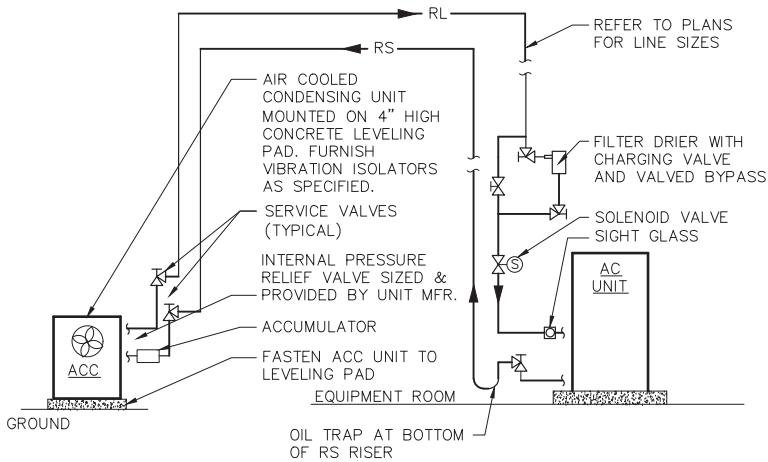 RL
RS
REFER TO PLANS
FOR LINE SIZES
AIR COOLED
CONDENSING UNIT
MOUNTED ON 4" HIGH
CONCRETE LEVELING
PAD. FURNISH
VIBRATION ISOLATORS
AS SPECIFIED.
FILTER DRIER WITH
CHARGING VALVE
AND VALVED BYPASS
SERVICE VALVES
(TYPICAL)
SOLENOID VALVE
SIGHT GLASS
INTERNAL PRESSURE
RELIEF VALVE SIZED &
PROVIDED BY UNIT MFR.
S
AC
UNIT
ACCUMULATOR
ACC
FASTEN ACC UNIT TO
LEVELING PAD
EQUIPMENT ROOM
GROUND
OIL TRAP AT BOTTOM
OF RS RISER